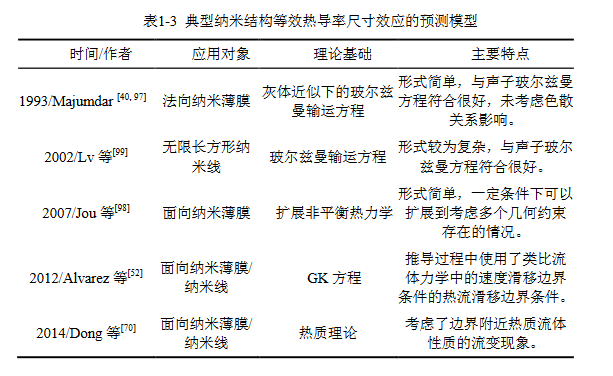 表1-3 典型纳米结构等效热导率尺寸效应的预测模型
时间/作者 应用对象 理论基础 主要特点
1993/Majumdar [40, 97] 法向纳米薄膜 灰体近似下的玻尔兹曼输运方程 形式简单，与声子玻尔兹曼方程符合很好，未考虑色散关系影响。
2002/Lv 等[99] 无限长方形纳米线 玻尔兹曼输运方程 形式较为复杂，与声子玻尔兹曼方程符合很好。
2007/Jou 等[98] 面向纳米薄膜 扩展非平衡热力学 形式简单，一定条件下可以扩展到考虑多个几何约束存在的情况。
2012/Alvarez 等[52] 面向纳米薄膜/纳米线 GK 方程 推导过程中使用了类比流体力学中的速度滑移边界条件的热流滑移边界条件。
2014/Dong 等[70] 面向纳米薄膜/纳米线 热质理论 考虑了边界附近热质流体性质的流变现象。